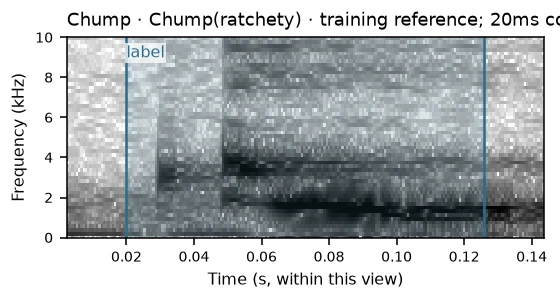 Chump · Chump(ratchety) · training reference; 20ms co
label
10
8
6
4
2
0
Frequency (kHz)
0.02 0.04 0.06 0.08 0.10 0.12 0.14
Time (s, within this view)